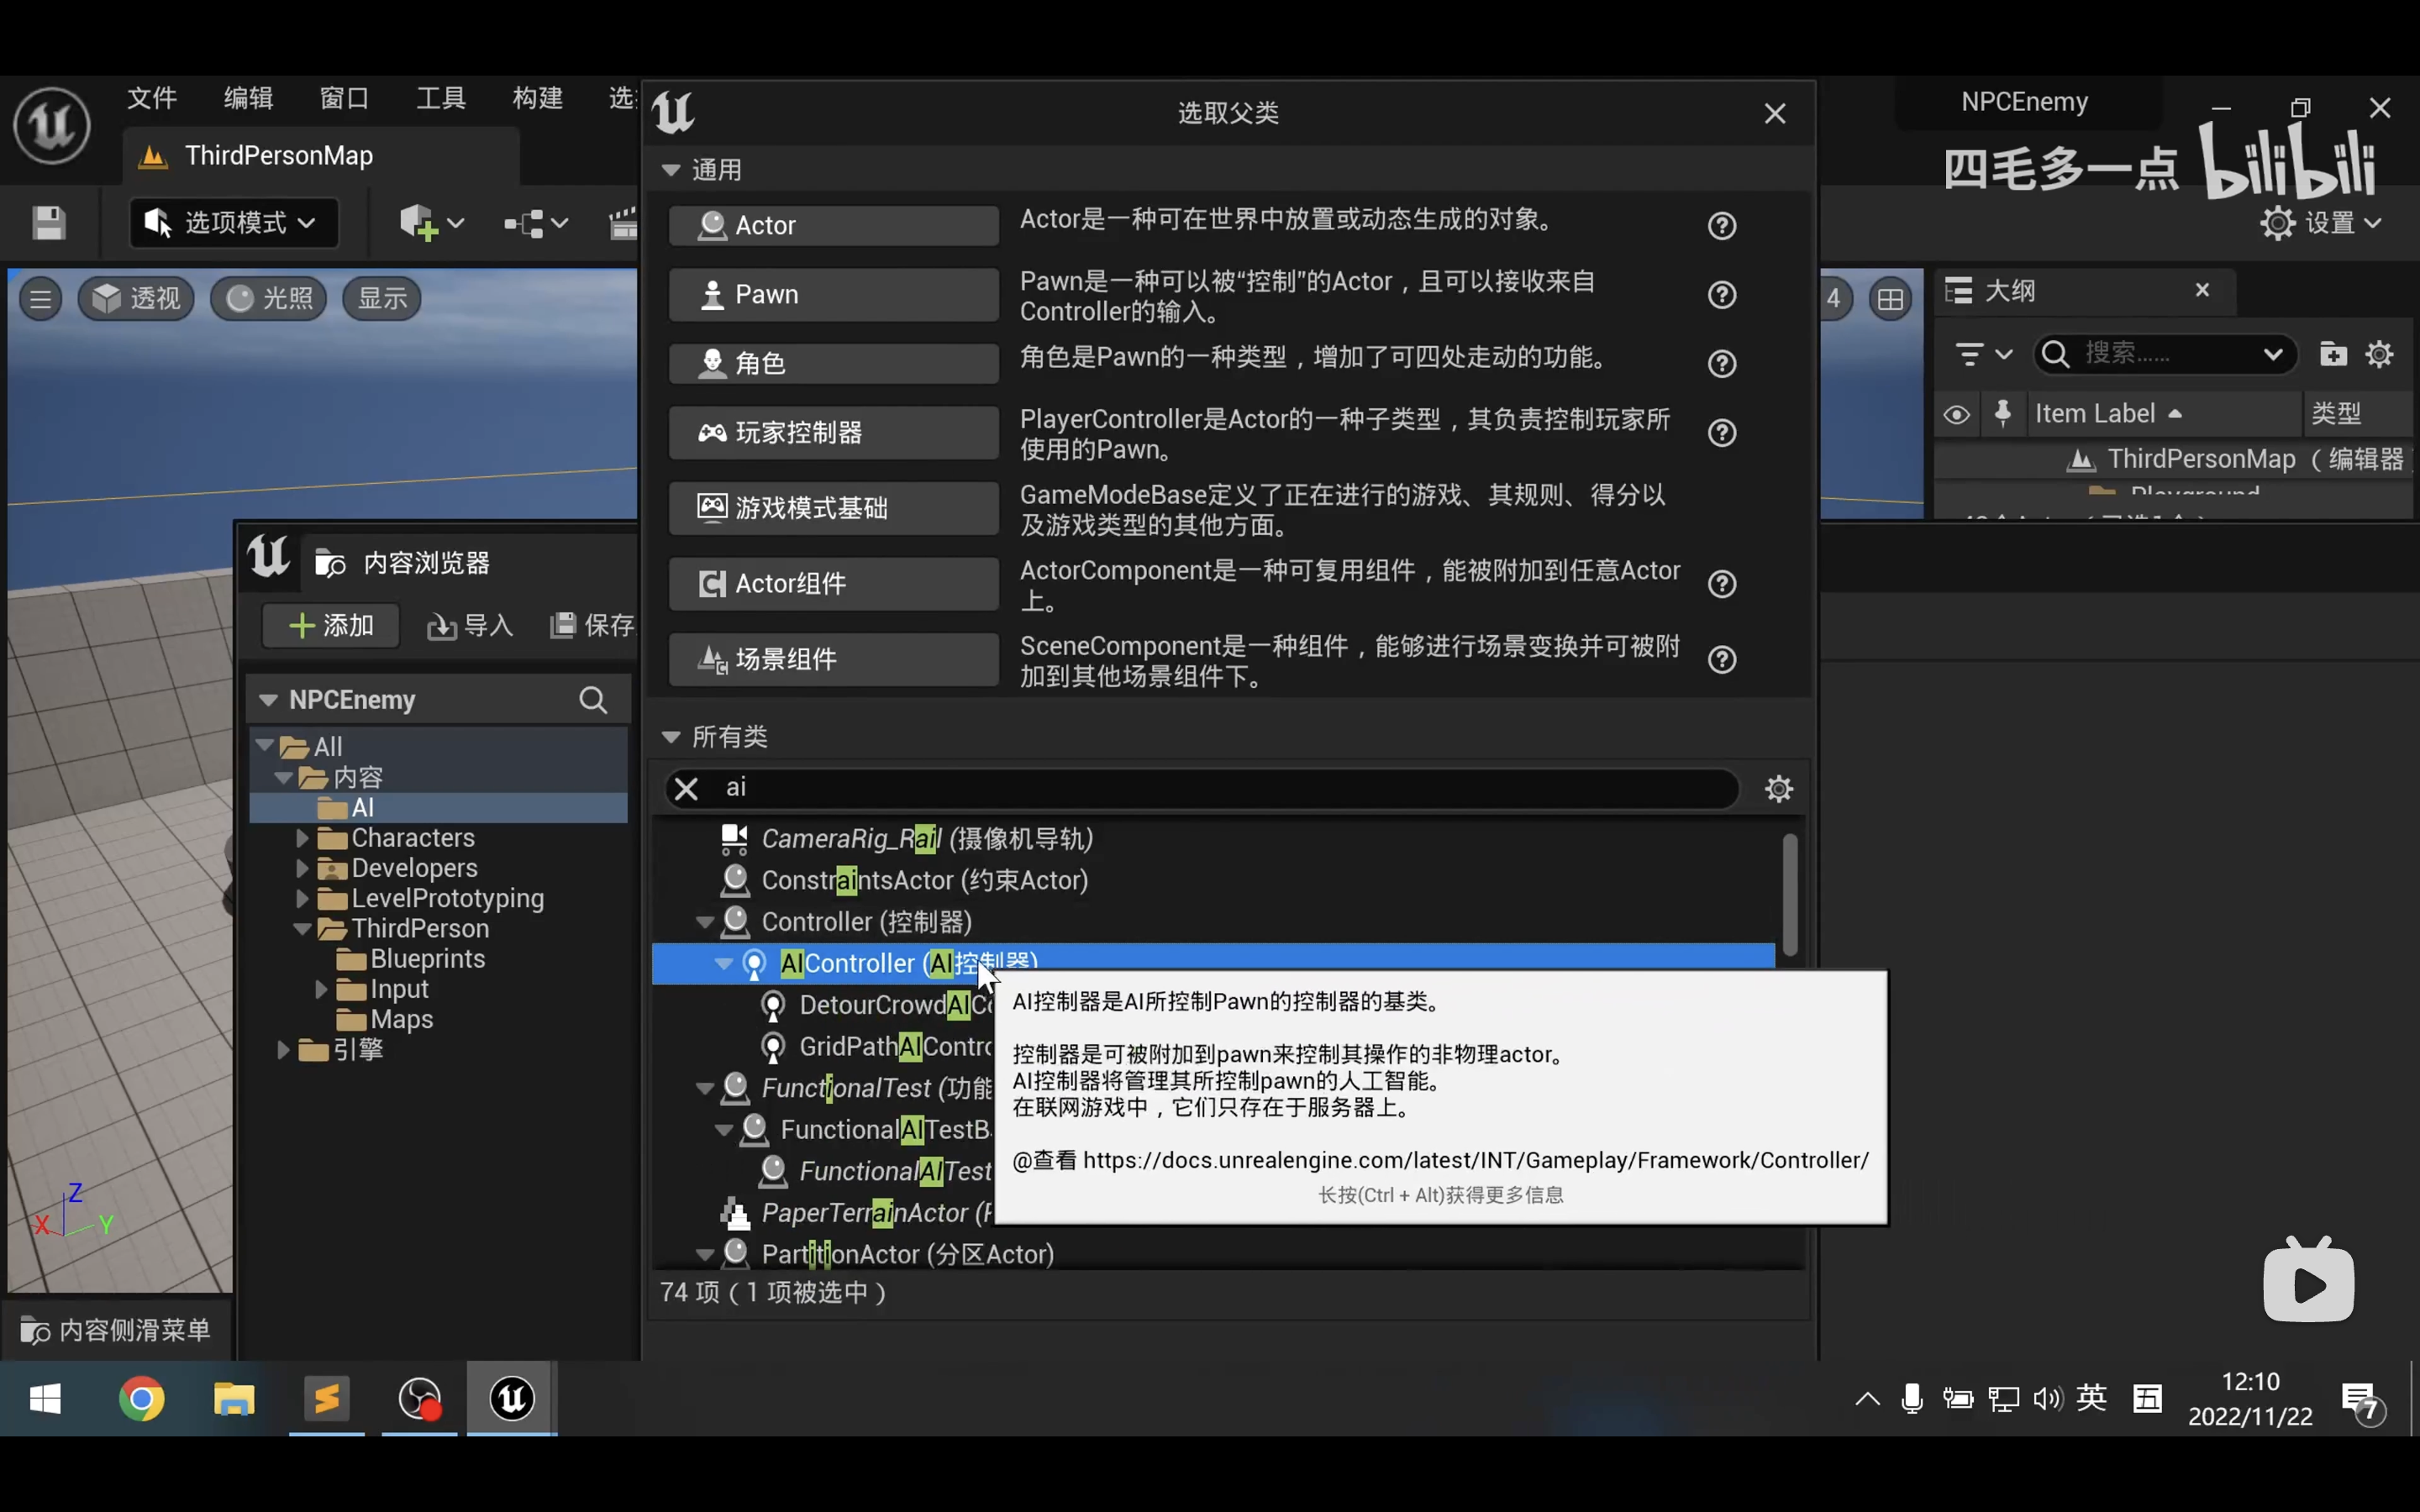 文件 编辑 窗口 工具 构建
选取父类
NPCEnemy
ThirdPersonMap
四毛多一点 bilibili
通用
选项模式
设置
Actor
Actor是一种可在世界中放置或动态生成的对象。
Pawn
Pawn是一种可以被“控制”的Actor，且可以接收来自
Controller的输入。
角色
角色是Pawn的一种类型，增加了可四处走动的功能。
玩家控制器
PlayerController是Actor的一种子类型，其负责控制玩家所
使用的Pawn。
游戏模式基础
GameModeBase定义了正在进行的游戏、其规则、得分以
及游戏类型的其他方面。
Actor组件
ActorComponent是一种可复用组件，能被附加到任意Actor
上。
场景组件
SceneComponent是一种组件，能够进行场景变换并可被附
加到其他场景组件下。
透视 光照 显示
4
大纲
搜索......
Item Label 类型
ThirdPersonMap（编辑器
Playground
内容浏览器
添加 导入 保存
NPCEnemy
All
内容
AI
Characters
Developers
LevelPrototyping
ThirdPerson
Blueprints
Input
Maps
引擎
所有类
ai
CameraRig_Rail (摄像机导轨)
ConstraintsActor (约束Actor)
Controller (控制器)
AIController (AI控制器)
DetourCrowdAICo
GridPathAIContro
FunctionalTest (功能
FunctionalAITestBa
FunctionalAITest
PaperTerrainActor (P
PartitionActor (分区Actor)
74 项（1 项被选中）
AI控制器是AI所控制Pawn的控制器的基类。
控制器是可被附加到pawn来控制其操作的非物理actor。
AI控制器将管理其所控制pawn的人工智能。
在联网游戏中，它们只存在于服务器上。
@查看 https://docs.unrealengine.com/latest/INT/Gameplay/Framework/Controller/
长按(Ctrl + Alt)获得更多信息
Z
X
Y
内容侧滑菜单
英 五
12:10
2022/11/22
7